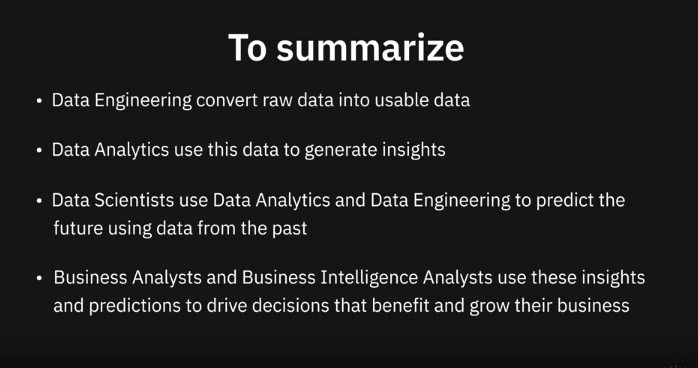 To summarize
• Data Engineering convert raw data into usable data
• Data Analytics use this data to generate insights
• Data Scientists use Data Analytics and Data Engineering to predict the
future using data from the past
• Business Analysts and Business Intelligence Analysts use these insights
and predictions to drive decisions that benefit and grow their business